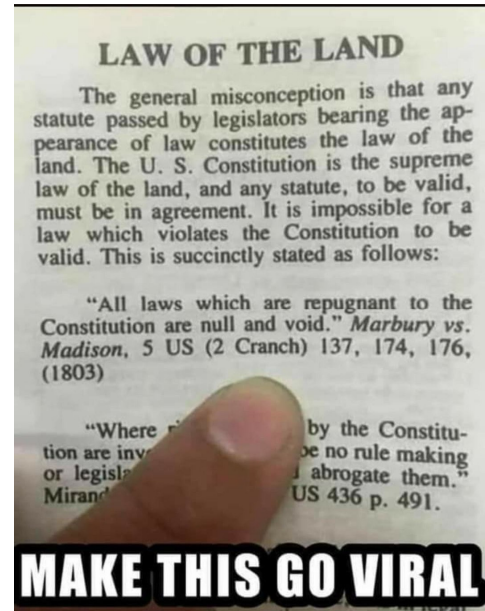 LAW OF THE LAND
The general misconception is that any
statute passed by legislators bearing the ap-
pearance of law constitutes the law of the
land. The U. S. Constitution is the supreme
law of the land, and any statute, to be valid,
must be in agreement. It is impossible for a
law which violates the Constitution to be
valid. This is succinctly stated as follows:
“All laws which are repugnant to the
Constitution are null and void.” Marbury vs.
Madison, 5 US (2 Cranch) 137, 174, 176,
(1803)
“Where by the Constitu-
tion are be no rule making
or abrogate them.”
US 436 p. 491.
MAKE THIS GO VIRAL